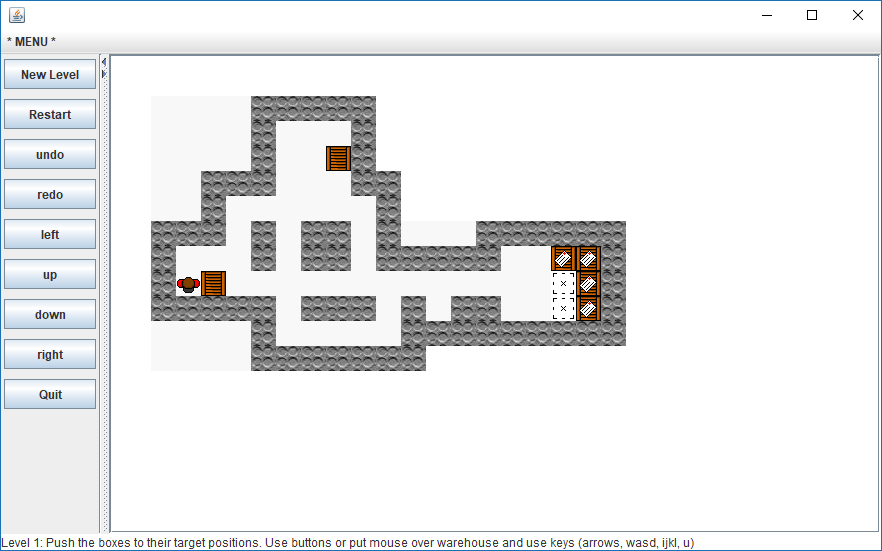 * MENU *
New Level
Restart
undo
redo
left
up
down
right
Quit
Level 1: Push the boxes to their target positions. Use buttons or put mouse over warehouse and use keys (arrows, wasd, ijkl, u)